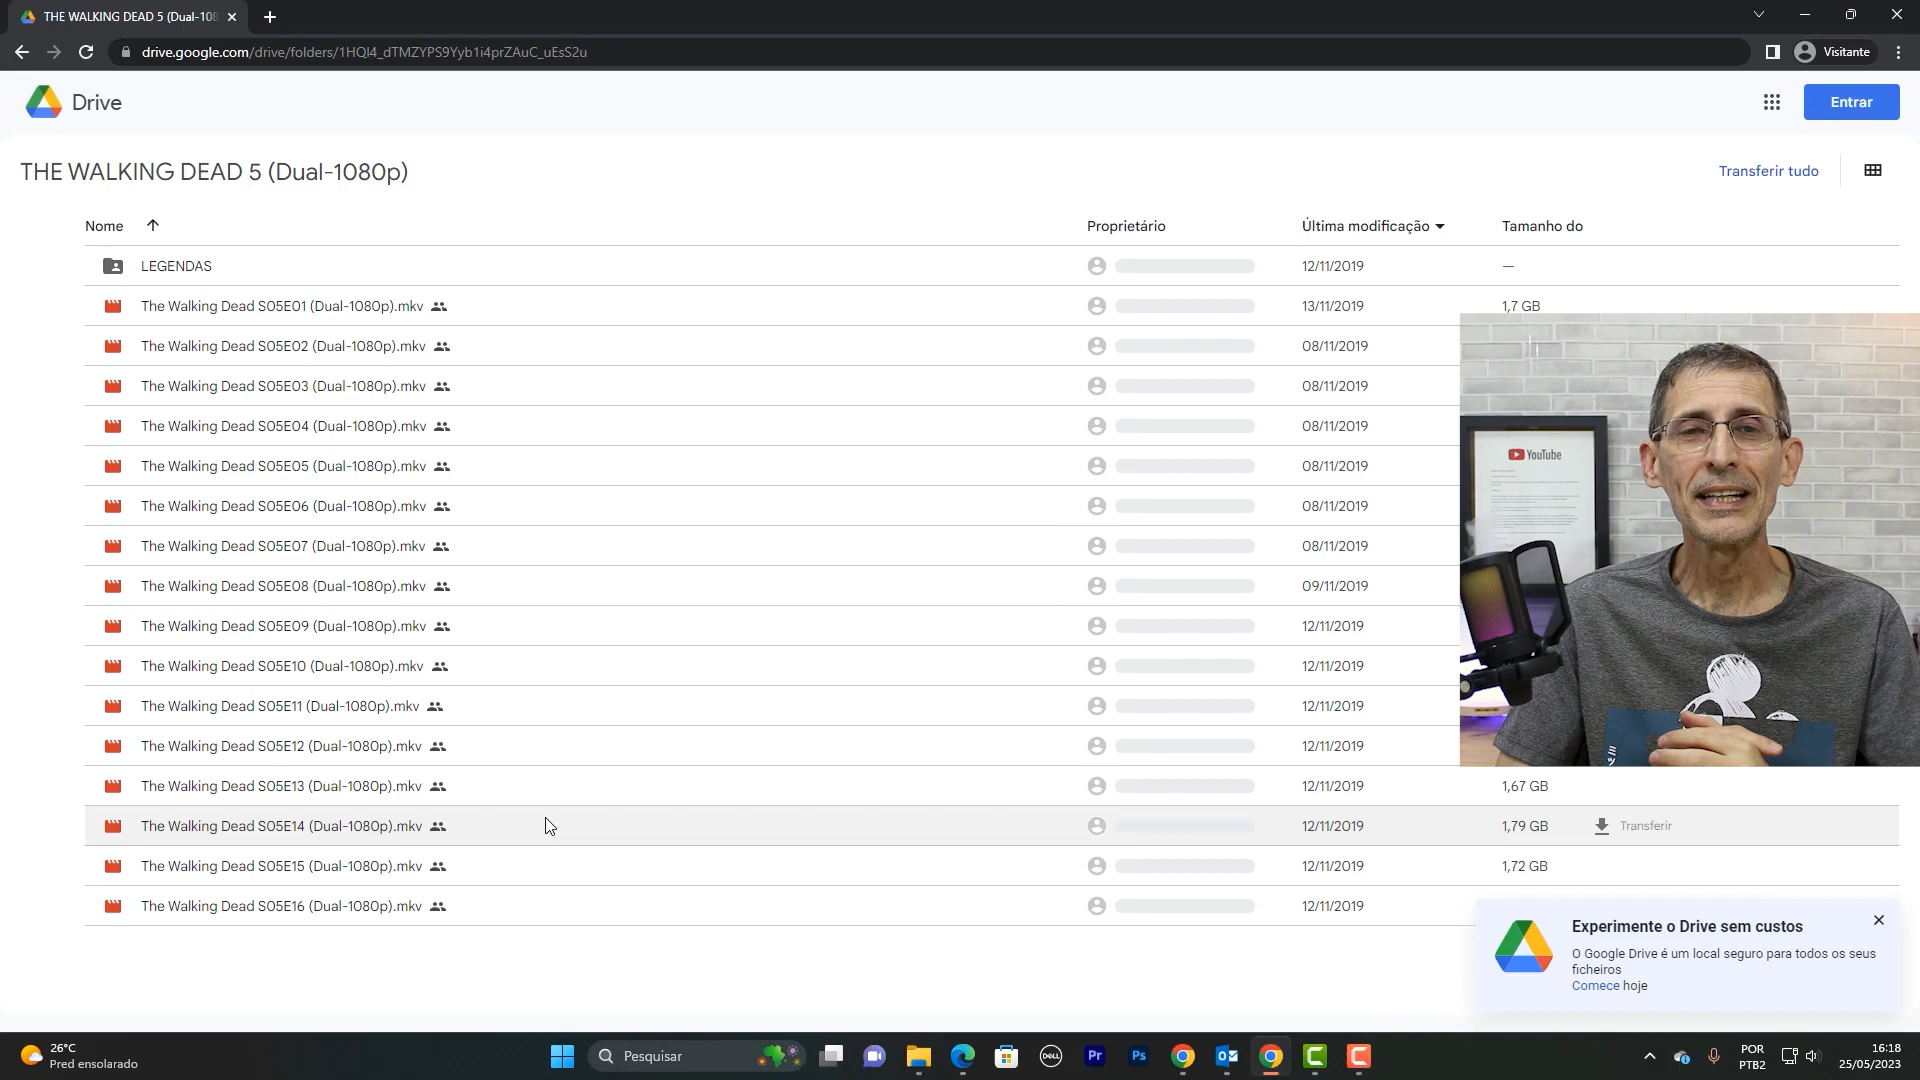 THE WALKING DEAD 5 (Dual-108
drive.google.com/drive/folders/1HQI4_dTMZYPS9Yyb1i4prZAuC_uEsS2u
Visitante
Drive
Entrar
THE WALKING DEAD 5 (Dual-1080p)
Transferir tudo
Nome Proprietário Última modificação Tamanho do
LEGENDAS 12/11/2019 —
The Walking Dead S05E01 (Dual-1080p).mkv 13/11/2019 1,7 GB
The Walking Dead S05E02 (Dual-1080p).mkv 08/11/2019
The Walking Dead S05E03 (Dual-1080p).mkv 08/11/2019
The Walking Dead S05E04 (Dual-1080p).mkv 08/11/2019
The Walking Dead S05E05 (Dual-1080p).mkv 08/11/2019
The Walking Dead S05E06 (Dual-1080p).mkv 08/11/2019
The Walking Dead S05E07 (Dual-1080p).mkv 08/11/2019
The Walking Dead S05E08 (Dual-1080p).mkv 09/11/2019
The Walking Dead S05E09 (Dual-1080p).mkv 12/11/2019
The Walking Dead S05E10 (Dual-1080p).mkv 12/11/2019
The Walking Dead S05E11 (Dual-1080p).mkv 12/11/2019
The Walking Dead S05E12 (Dual-1080p).mkv 12/11/2019
The Walking Dead S05E13 (Dual-1080p).mkv 12/11/2019 1,67 GB
The Walking Dead S05E14 (Dual-1080p).mkv 12/11/2019 1,79 GB Transferir
The Walking Dead S05E15 (Dual-1080p).mkv 12/11/2019 1,72 GB
The Walking Dead S05E16 (Dual-1080p).mkv 12/11/2019
YouTube
Experimente o Drive sem custos
O Google Drive é um local seguro para todos os seus
ficheiros
Comece hoje
26°C
Pred ensolarado
Pesquisar
DELL
Pr
Ps
POR
PTB2
16:18
25/05/2023